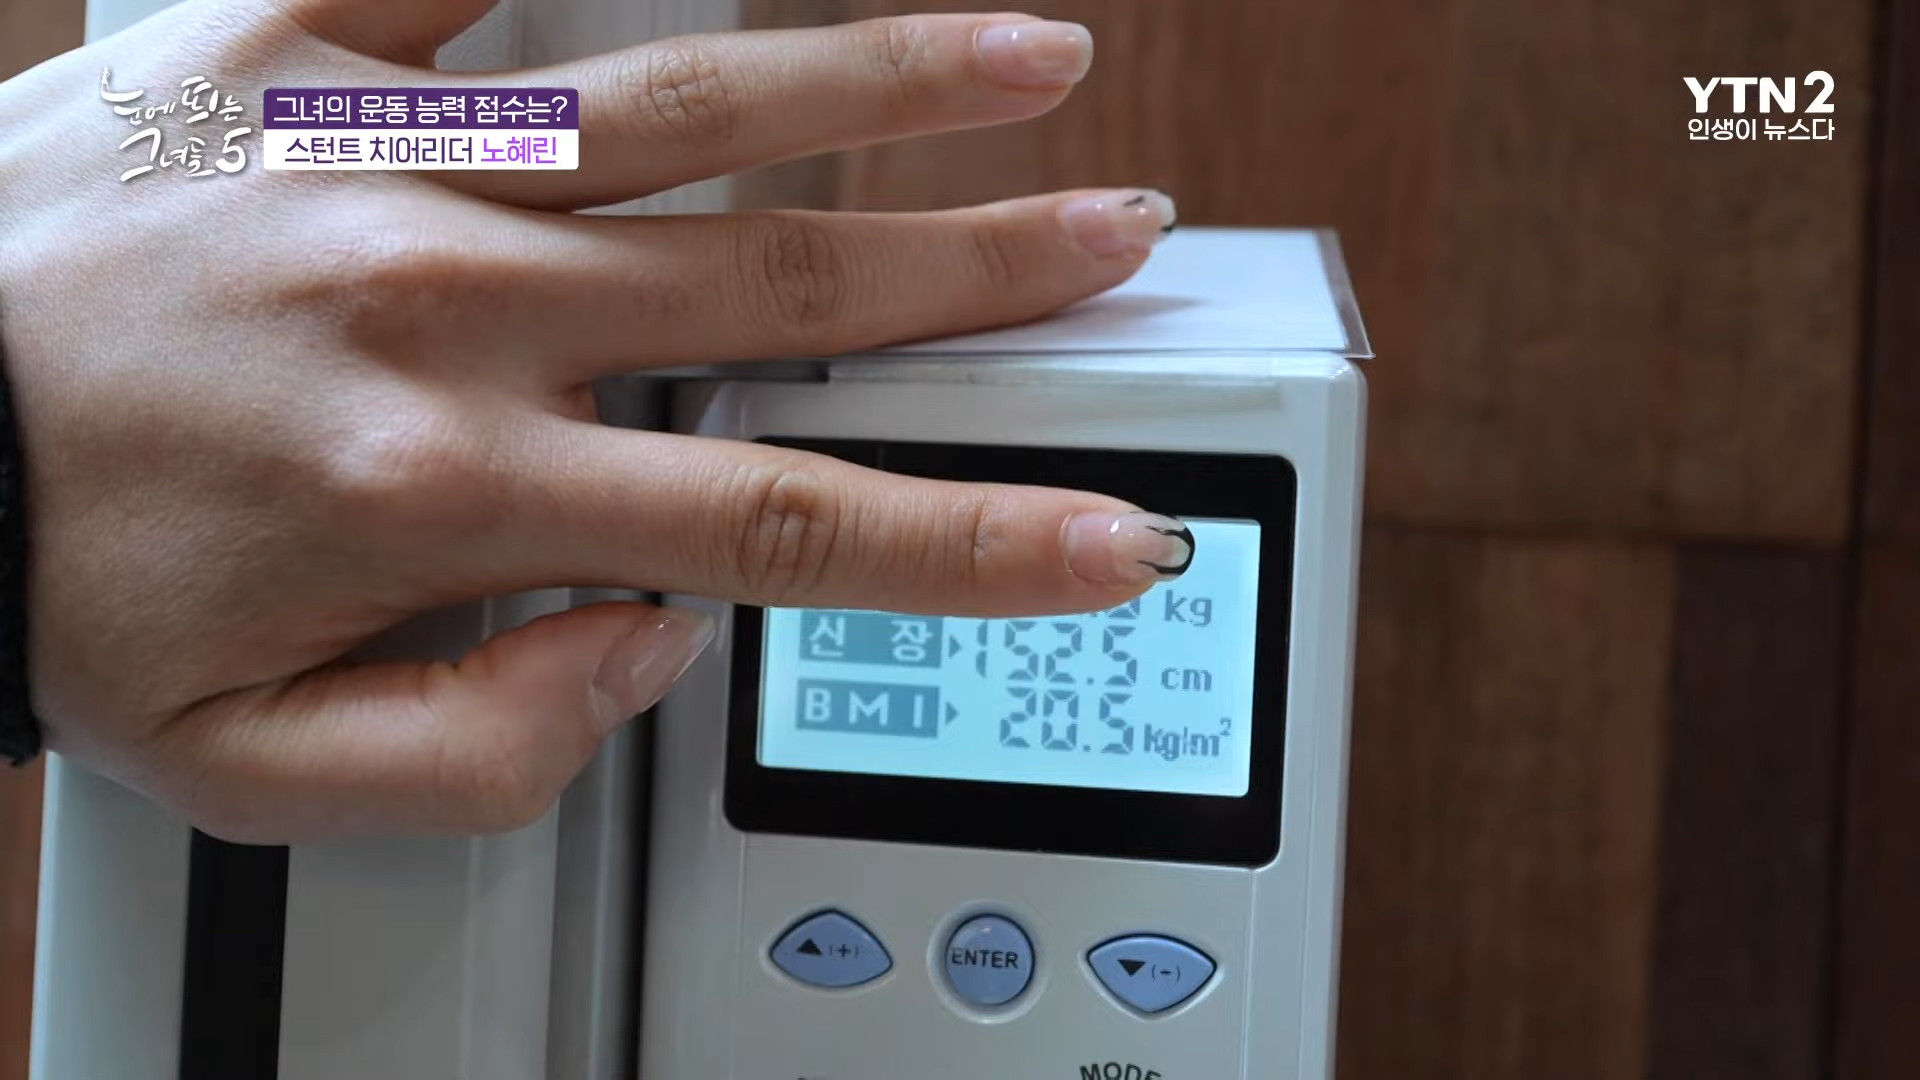 눈에 띄는
그녀들 5
그녀의 운동 능력 점수는?
스턴트 치어리더 노혜린
YTN2
인생이 뉴스다
kg
신 장 152.5 cm
BMI 20.5 kg/m²
▲(+) ENTER ▼(-)
MODE